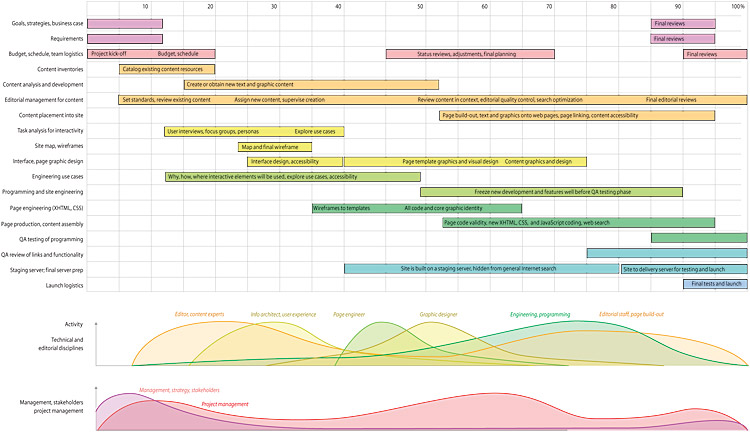 10 20 30 40 50 60 70 80 90 100%
Goals, strategies, business case Final reviews
Requirements Final reviews
Budget, schedule, team logistics Project kick-off Budget, schedule Status reviews, adjustments, final planning Final reviews
Content inventories Catalog existing content resources
Content analysis and development Create or obtain new text and graphic content
Editorial management for content Set standards, review existing content Assign new content, supervise creation Review content in context, editorial quality control, search optimization Final editorial reviews
Content placement into site Page build-out, text and graphics onto web pages, page linking, content accessibility
Task analysis for interactivity User interviews, focus groups, personas Explore use cases
Site map, wireframes Map and final wireframe
Interface, page graphic design Interface design, accessibility Page template graphics and visual design Content graphics and design
Engineering use cases Why, how, where interactive elements will be used, explore use cases, accessibility
Programming and site engineering Freeze new development and features well before QA testing phase
Page engineering (XHTML, CSS) Wireframes to templates All code and core graphic identity
Page production, content assembly Page code validity, new XHTML, CSS, and JavaScript coding, web search
QA testing of programming
QA review of links and functionality
Staging server; final server prep Site is built on a staging server, hidden from general Internet search Site to delivery server for testing and launch
Launch logistics Final tests and launch
Editor, content experts Info architect, user experience Page engineer Graphic designer Engineering, programming Editorial staff, page build-out
Activity
Technical and
editorial disciplines
Management, strategy, stakeholders
Management, stakeholders Project management
project management